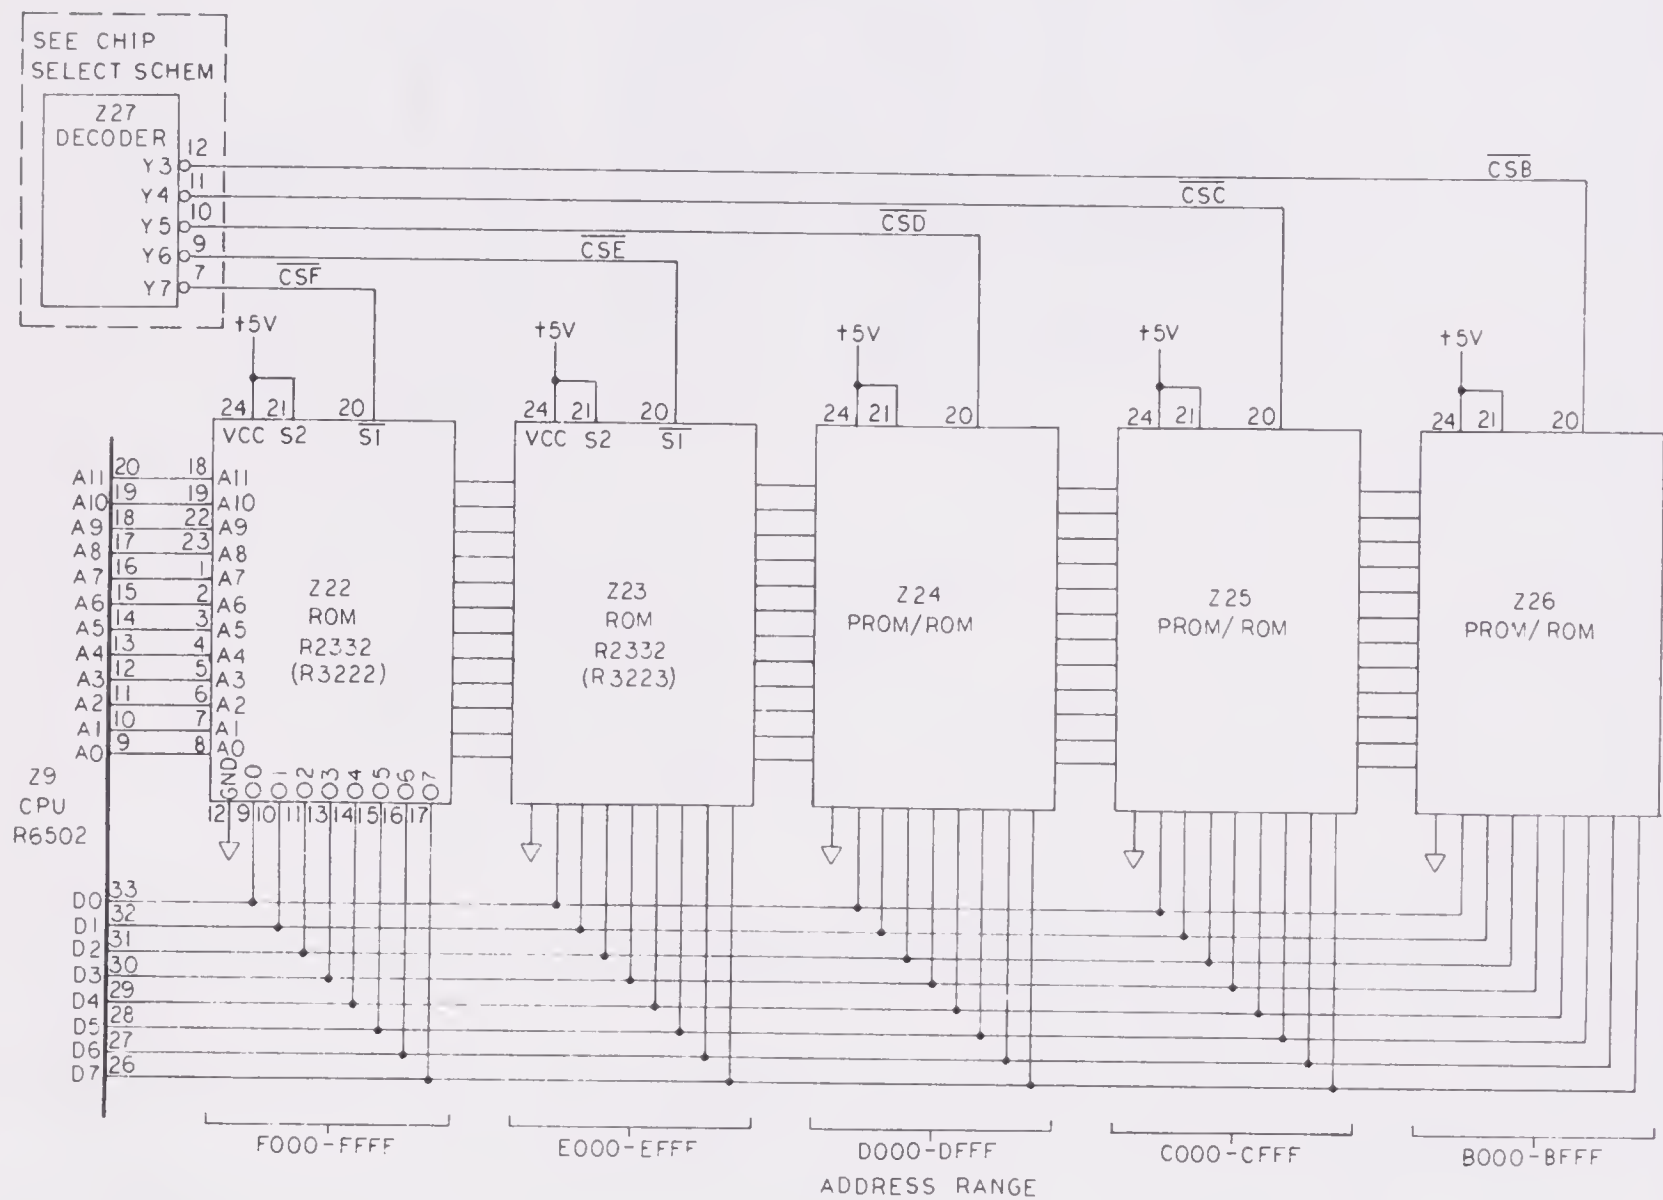 SEE CHIP
SELECT SCHEM
Z27
DECODER
12
Y3
11
Y4
10
Y5
9
Y6
7
Y7
CSB
CSC
CSD
CSE
CSF
+5V
+5V
+5V
+5V
+5V
24 21 20
24 21 20
24 21 20
24 21 20
24 21 20
VCC S2 S1
VCC S2 S1
A11 20 18 A11
A10 19 19 A10
A9 18 22 A9
A8 17 23 A8
A7 16 1 A7
A6 15 2 A6
A5 14 3 A5
A4 13 4 A4
A3 12 5 A3
A2 11 6 A2
A1 10 7 A1
A0 9 8 A0
Z22
ROM
R2332
(R3222)
Z23
ROM
R2332
(R3223)
Z24
PROM/ROM
Z25
PROM/ROM
Z26
PROM/ROM
GND O0 O1 O2 O3 O4 O5 O6 O7
12 9 10 11 13 14 15 16 17
Z9
CPU
R6502
D0 33
D1 32
D2 31
D3 30
D4 29
D5 28
D6 27
D7 26
F000-FFFF
E000-EFFF
D000-DFFF
C000-CFFF
B000-BFFF
ADDRESS RANGE